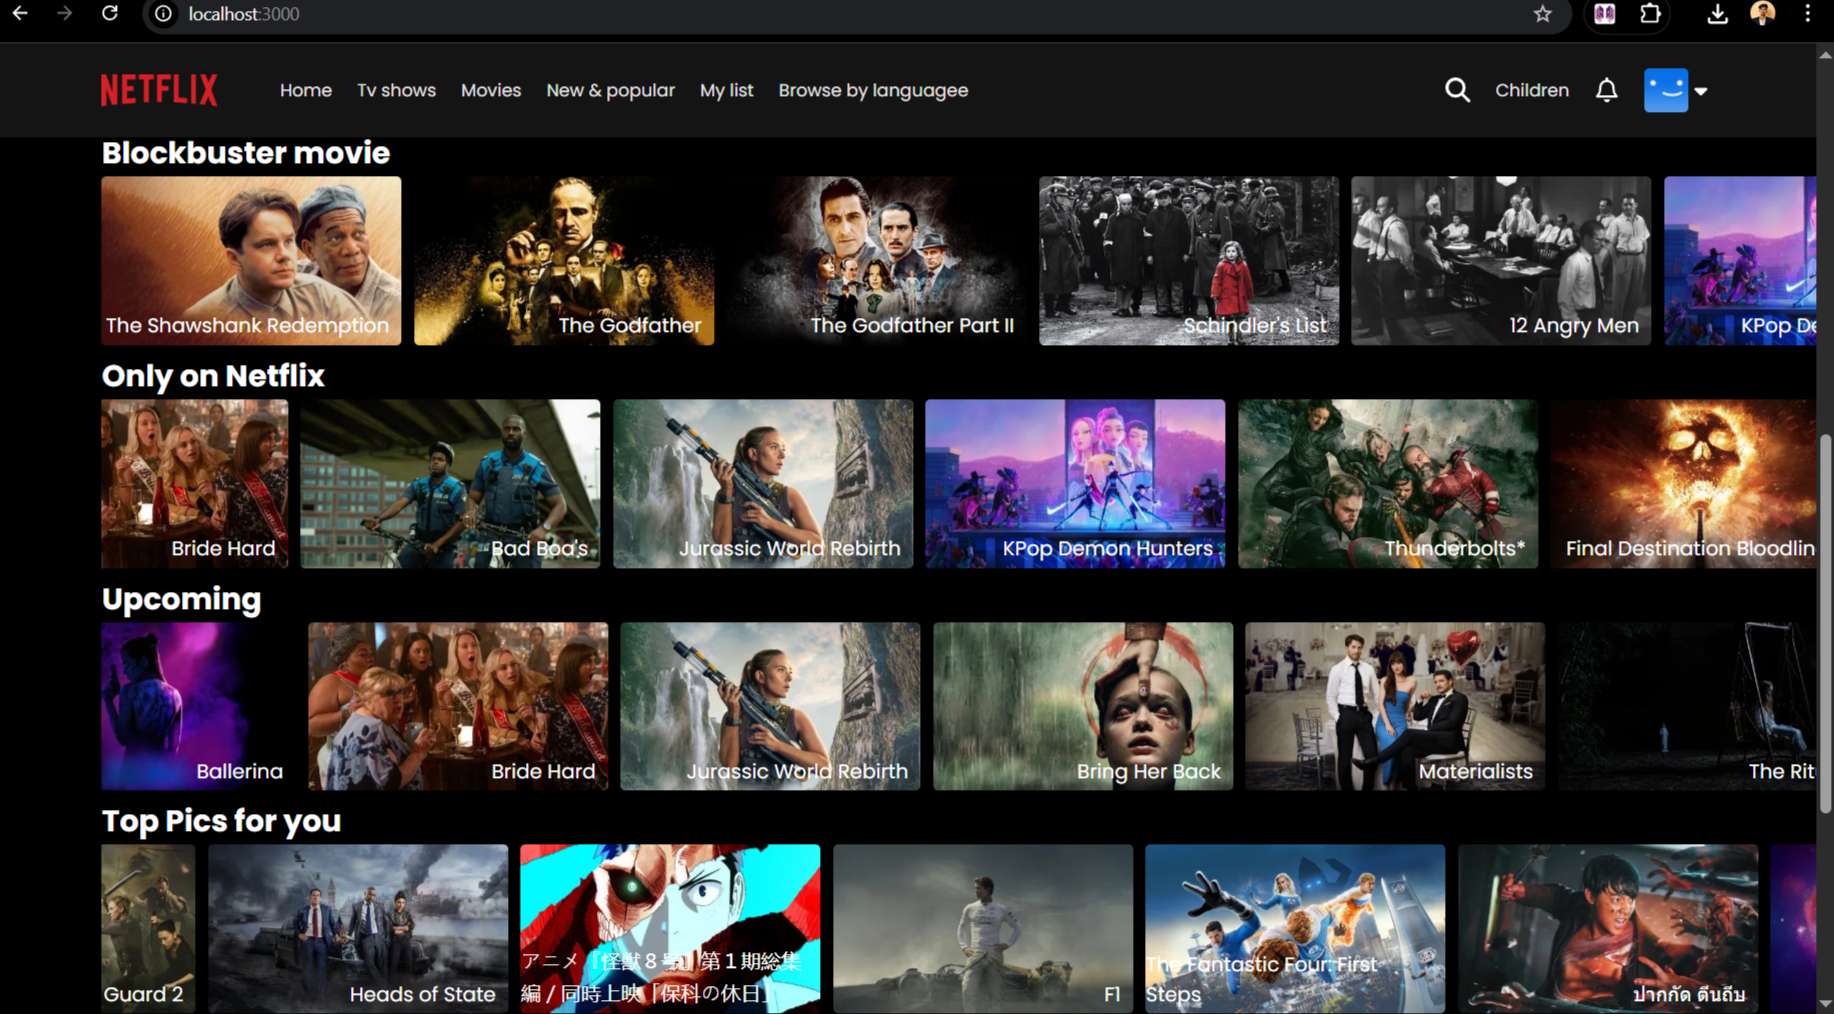 localhost:3000
NETFLIX
Home Tv shows Movies New & popular My list Browse by languagee Children
Blockbuster movie
The Shawshank Redemption
The Godfather
The Godfather Part II
Schindler's List
12 Angry Men
KPop De
Only on Netflix
Bride Hard
Bad Boa's
Jurassic World Rebirth
KPop Demon Hunters
Thunderbolts*
Final Destination Bloodlin
Upcoming
Ballerina
Bride Hard
Jurassic World Rebirth
Bring Her Back
Materialists
The Rit
Top Pics for you
Guard 2
Heads of State
アニメ『怪獣８号』第１期総集
編 / 同時上映「保科の休日」
F1
The Fantastic Four: First
Steps
ปากกัด ตีนถีบ